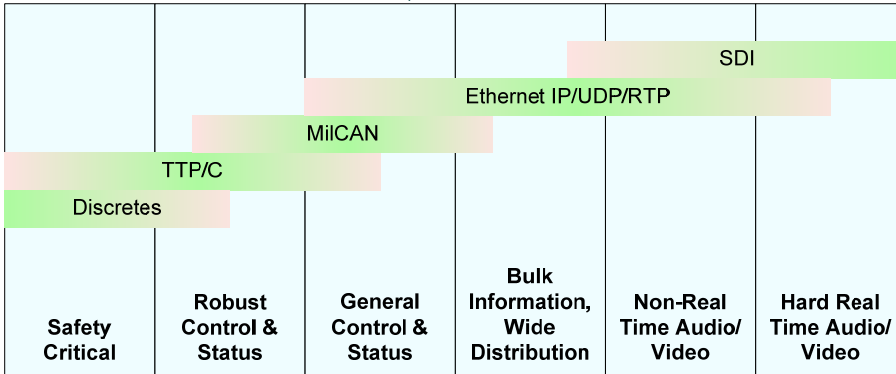 SDI
Ethernet IP/UDP/RTP
MilCAN
TTP/C
Discretes
Safety
Critical
Robust
Control &
Status
General
Control &
Status
Bulk
Information,
Wide
Distribution
Non-Real
Time Audio/
Video
Hard Real
Time Audio/
Video